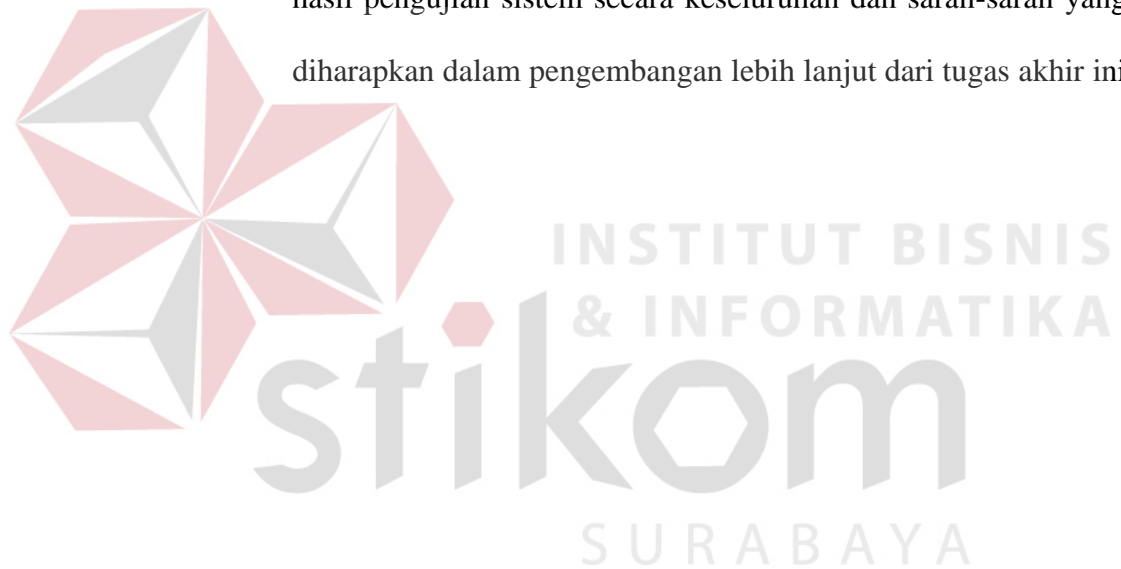 hasil pengujian sistem secara keseluruhan dan saran-saran yang
diharapkan dalam pengembangan lebih lanjut dari tugas akhir ini
INSTITUT BISNIS
& INFORMATIKA
stikom
SURABAYA